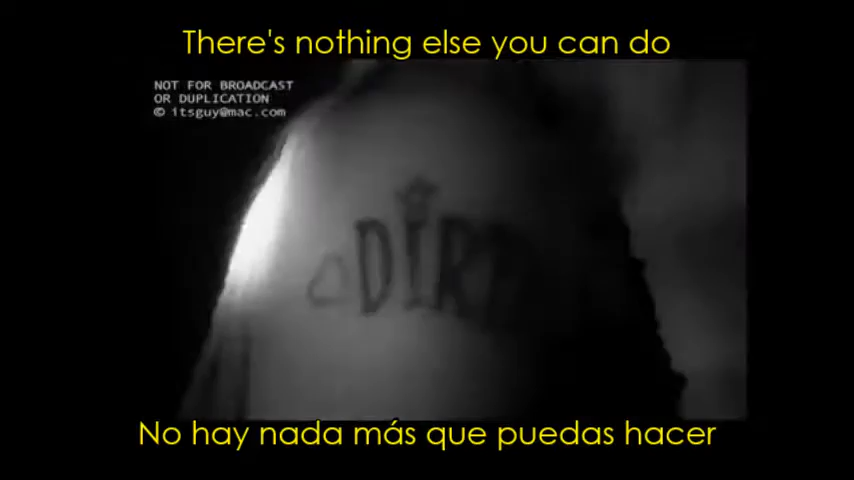 There's nothing else you can do
NOT FOR BROADCAST
OR DUPLICATION
© itsguy@mac.com
DIR
No hay nada más que puedas hacer